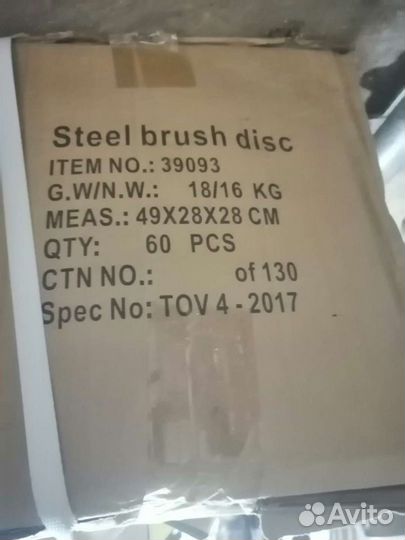 Steel brush disc
ITEM NO.: 39093
G.W/N.W.: 18/16 KG
MEAS.: 49X28X28 CM
QTY: 60 PCS
CTN NO.: of 130
Spec No: TOV 4 - 2017
Avito